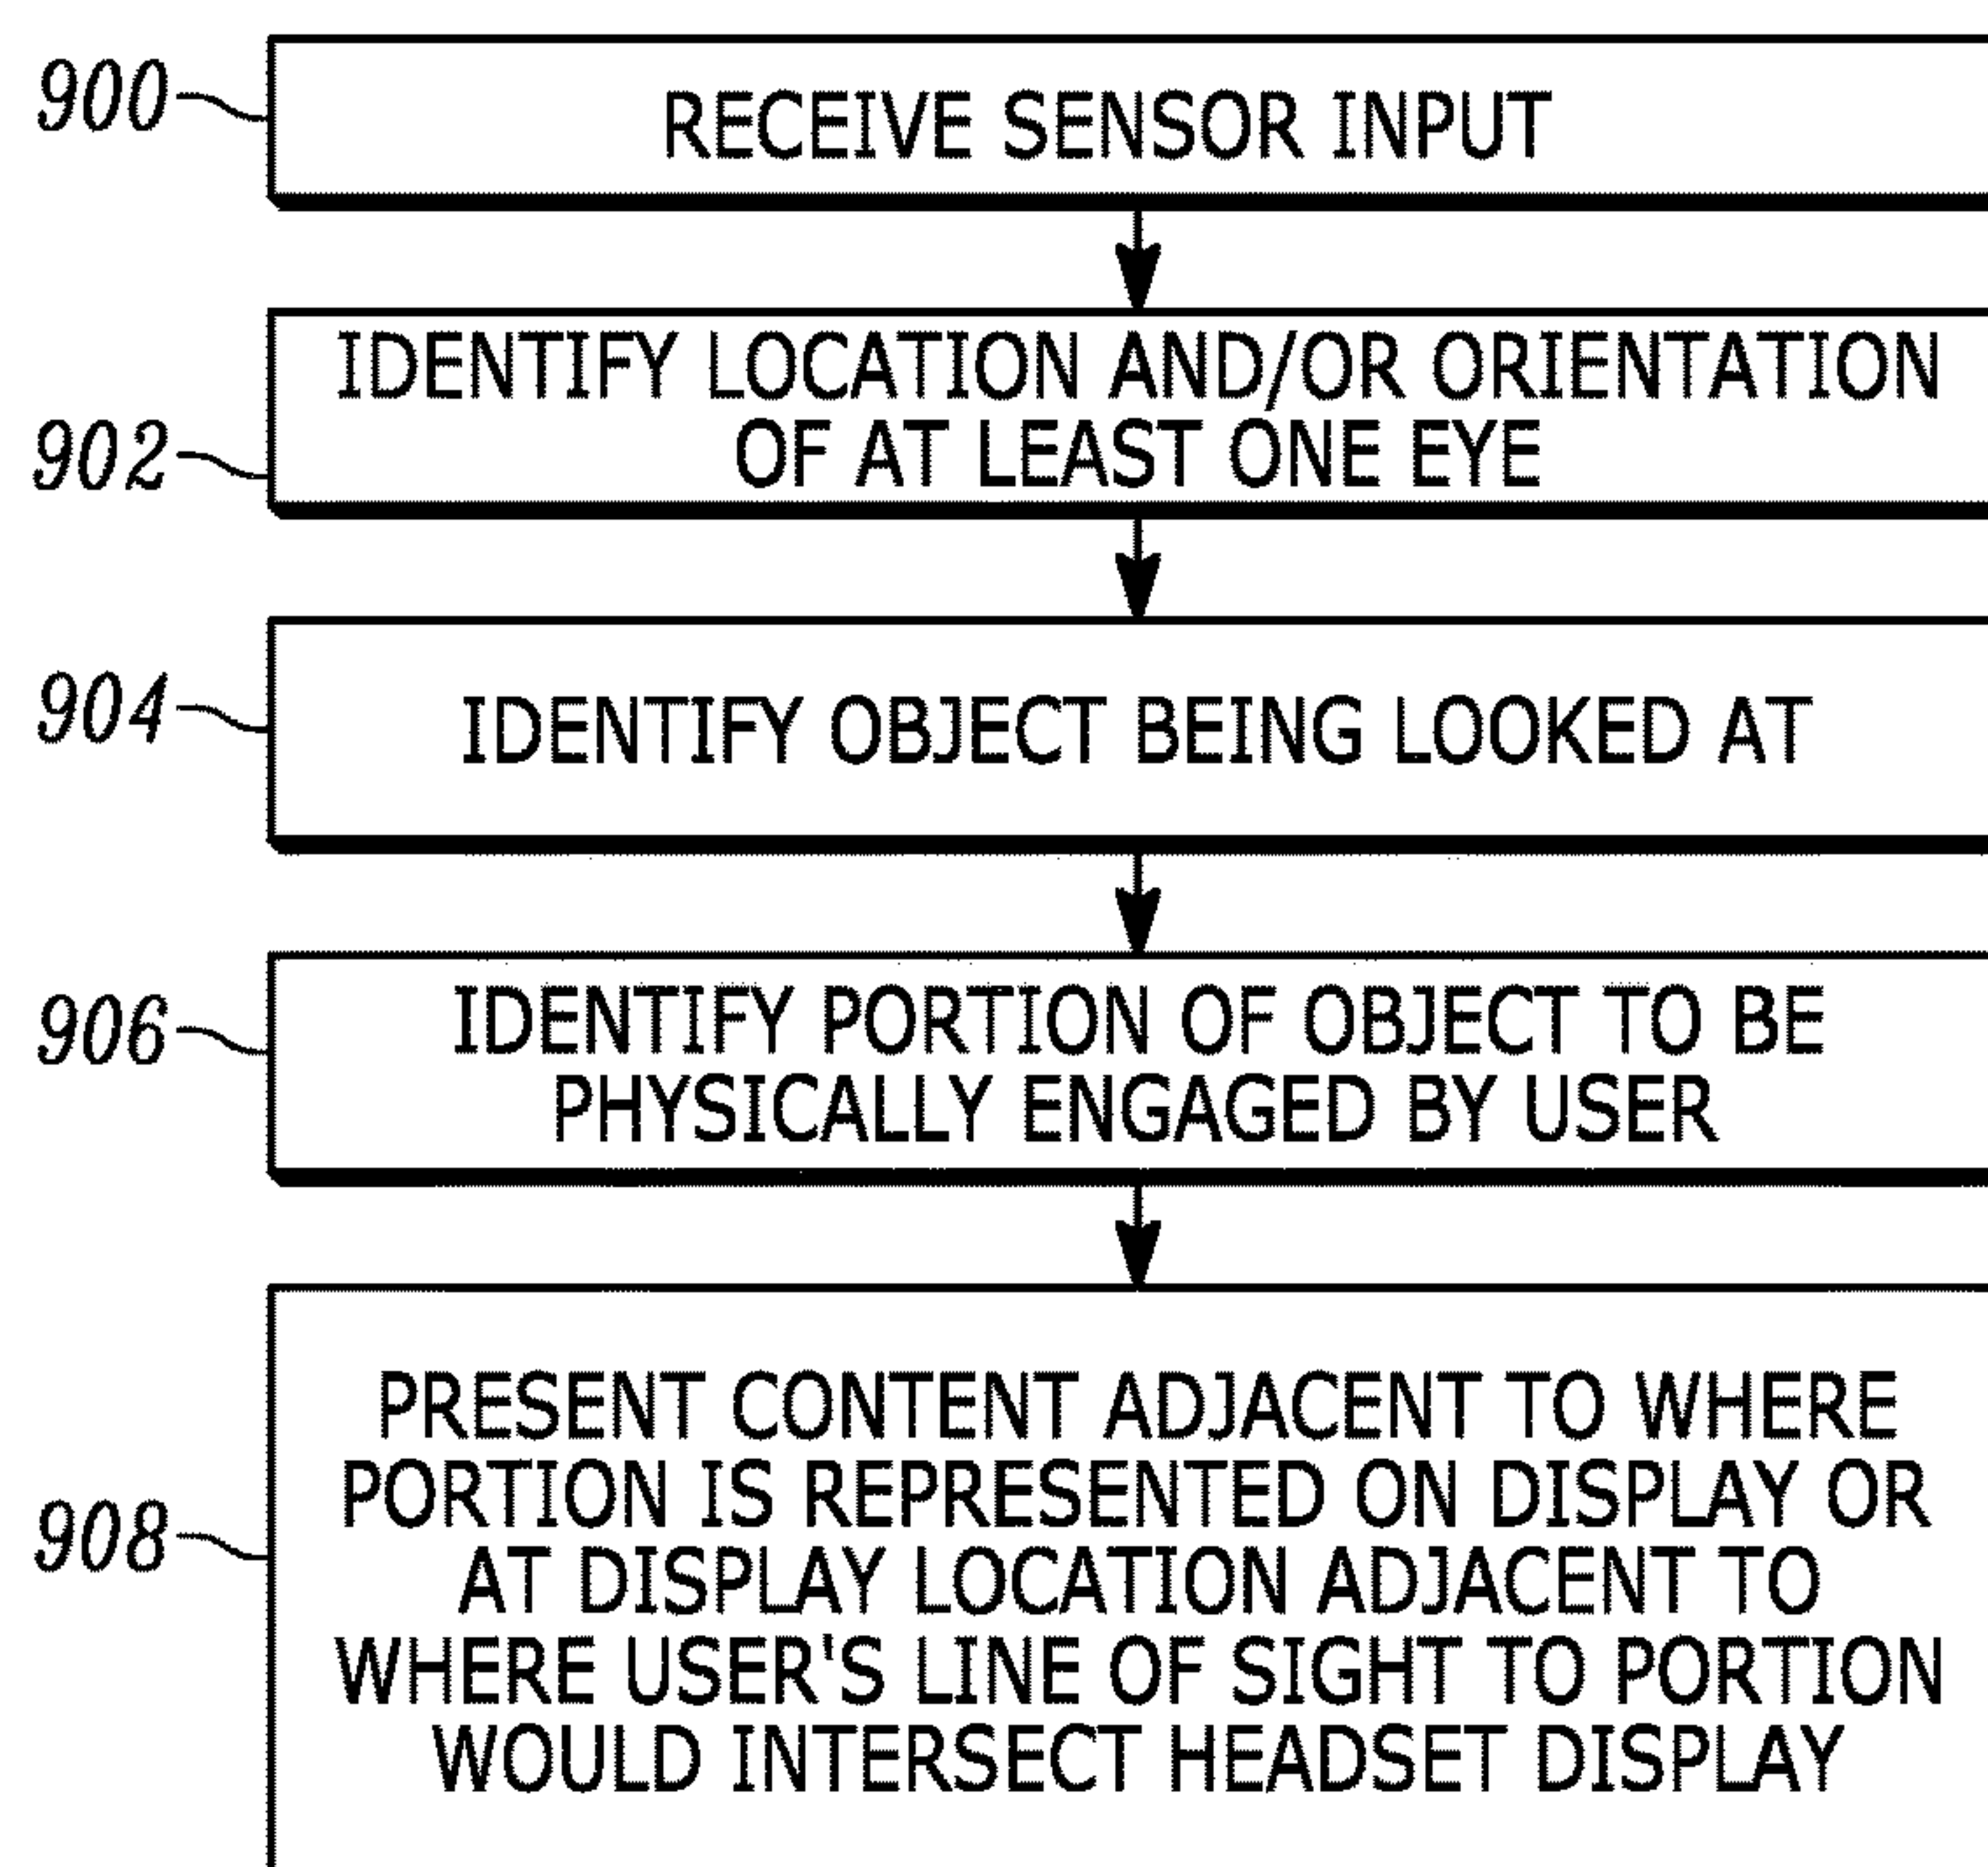 900
RECEIVE SENSOR INPUT
IDENTIFY LOCATION AND/OR ORIENTATION
OF AT LEAST ONE EYE
902
904
IDENTIFY OBJECT BEING LOOKED AT
906
IDENTIFY PORTION OF OBJECT TO BE
PHYSICALLY ENGAGED BY USER
PRESENT CONTENT ADJACENT TO WHERE
PORTION IS REPRESENTED ON DISPLAY OR
908
AT DISPLAY LOCATION ADJACENT TO
WHERE USER'S LINE OF SIGHT TO PORTION
WOULD INTERSECT HEADSET DISPLAY